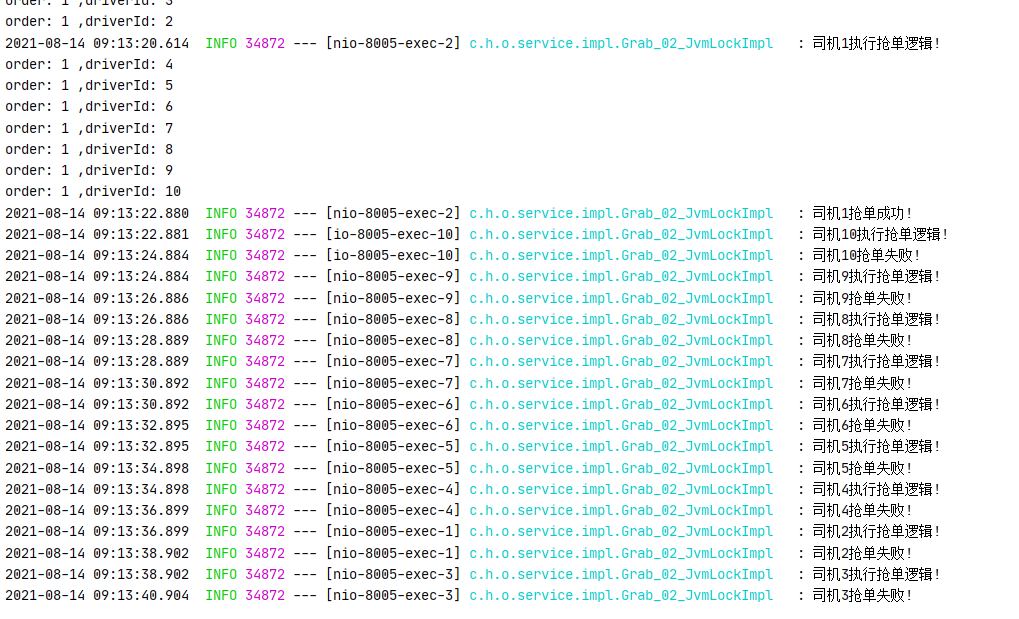 order: 1 ,driverId: 3
order: 1 ,driverId: 2
2021-08-14 09:13:20.614  INFO 34872 --- [nio-8005-exec-2] c.h.o.service.impl.Grab_02_JvmLockImpl   : 司机1执行抢单逻辑!
order: 1 ,driverId: 4
order: 1 ,driverId: 5
order: 1 ,driverId: 6
order: 1 ,driverId: 7
order: 1 ,driverId: 8
order: 1 ,driverId: 9
order: 1 ,driverId: 10
2021-08-14 09:13:22.880  INFO 34872 --- [nio-8005-exec-2] c.h.o.service.impl.Grab_02_JvmLockImpl   : 司机1抢单成功!
2021-08-14 09:13:22.881  INFO 34872 --- [io-8005-exec-10] c.h.o.service.impl.Grab_02_JvmLockImpl   : 司机10执行抢单逻辑!
2021-08-14 09:13:24.884  INFO 34872 --- [io-8005-exec-10] c.h.o.service.impl.Grab_02_JvmLockImpl   : 司机10抢单失败!
2021-08-14 09:13:24.884  INFO 34872 --- [nio-8005-exec-9] c.h.o.service.impl.Grab_02_JvmLockImpl   : 司机9执行抢单逻辑!
2021-08-14 09:13:26.886  INFO 34872 --- [nio-8005-exec-9] c.h.o.service.impl.Grab_02_JvmLockImpl   : 司机9抢单失败!
2021-08-14 09:13:26.886  INFO 34872 --- [nio-8005-exec-8] c.h.o.service.impl.Grab_02_JvmLockImpl   : 司机8执行抢单逻辑!
2021-08-14 09:13:28.889  INFO 34872 --- [nio-8005-exec-8] c.h.o.service.impl.Grab_02_JvmLockImpl   : 司机8抢单失败!
2021-08-14 09:13:28.889  INFO 34872 --- [nio-8005-exec-7] c.h.o.service.impl.Grab_02_JvmLockImpl   : 司机7执行抢单逻辑!
2021-08-14 09:13:30.892  INFO 34872 --- [nio-8005-exec-7] c.h.o.service.impl.Grab_02_JvmLockImpl   : 司机7抢单失败!
2021-08-14 09:13:30.892  INFO 34872 --- [nio-8005-exec-6] c.h.o.service.impl.Grab_02_JvmLockImpl   : 司机6执行抢单逻辑!
2021-08-14 09:13:32.895  INFO 34872 --- [nio-8005-exec-6] c.h.o.service.impl.Grab_02_JvmLockImpl   : 司机6抢单失败!
2021-08-14 09:13:32.895  INFO 34872 --- [nio-8005-exec-5] c.h.o.service.impl.Grab_02_JvmLockImpl   : 司机5执行抢单逻辑!
2021-08-14 09:13:34.898  INFO 34872 --- [nio-8005-exec-5] c.h.o.service.impl.Grab_02_JvmLockImpl   : 司机5抢单失败!
2021-08-14 09:13:34.898  INFO 34872 --- [nio-8005-exec-4] c.h.o.service.impl.Grab_02_JvmLockImpl   : 司机4执行抢单逻辑!
2021-08-14 09:13:36.899  INFO 34872 --- [nio-8005-exec-4] c.h.o.service.impl.Grab_02_JvmLockImpl   : 司机4抢单失败!
2021-08-14 09:13:36.899  INFO 34872 --- [nio-8005-exec-1] c.h.o.service.impl.Grab_02_JvmLockImpl   : 司机2执行抢单逻辑!
2021-08-14 09:13:38.902  INFO 34872 --- [nio-8005-exec-1] c.h.o.service.impl.Grab_02_JvmLockImpl   : 司机2抢单失败!
2021-08-14 09:13:38.902  INFO 34872 --- [nio-8005-exec-3] c.h.o.service.impl.Grab_02_JvmLockImpl   : 司机3执行抢单逻辑!
2021-08-14 09:13:40.904  INFO 34872 --- [nio-8005-exec-3] c.h.o.service.impl.Grab_02_JvmLockImpl   : 司机3抢单失败!